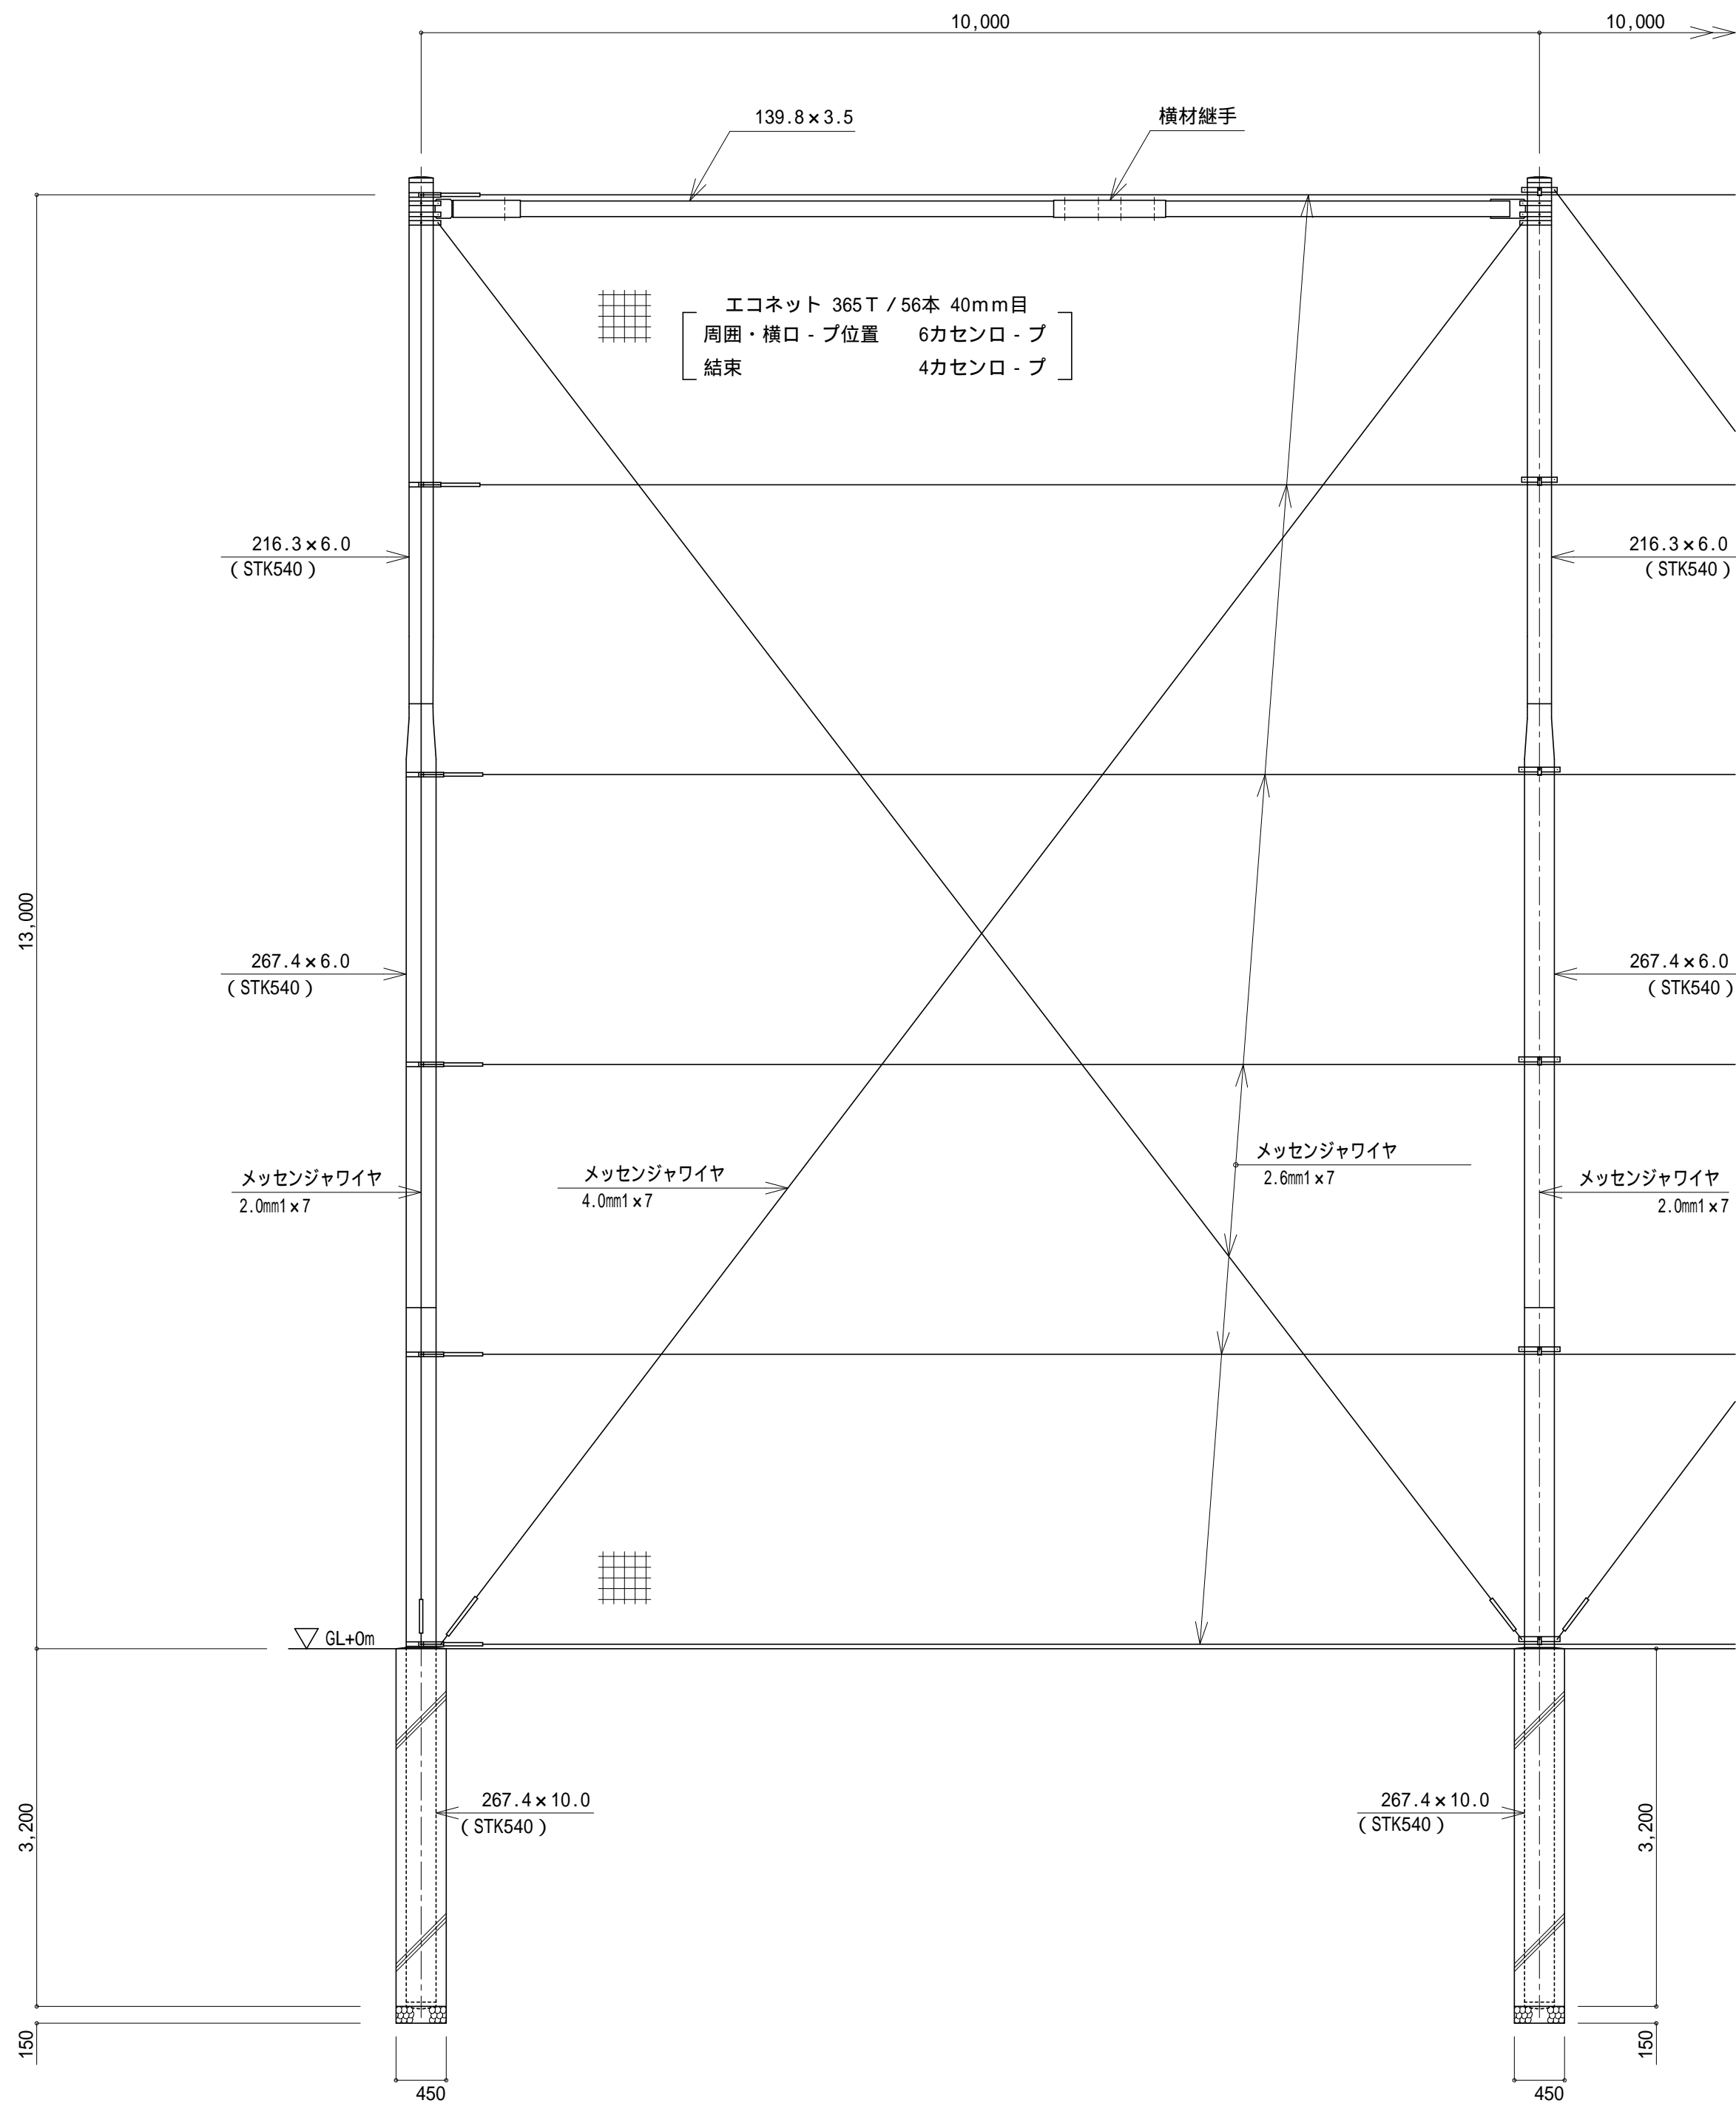 10,000
10,000
139.8×3.5
横材継手
エコネット 365T/56本 40mm目
周囲・横ロ-プ位置 6カセンロ-プ
結束 4カセンロ-プ
216.3×6.0
(STK540)
216.3×6.0
(STK540)
13,000
267.4×6.0
(STK540)
267.4×6.0
(STK540)
メッセンジャワイヤ
2.0mm1×7
メッセンジャワイヤ
4.0mm1×7
メッセンジャワイヤ
2.6mm1×7
メッセンジャワイヤ
2.0mm1×7
GL+0m
267.4×10.0
(STK540)
267.4×10.0
(STK540)
3,200
3,200
150
150
450
450